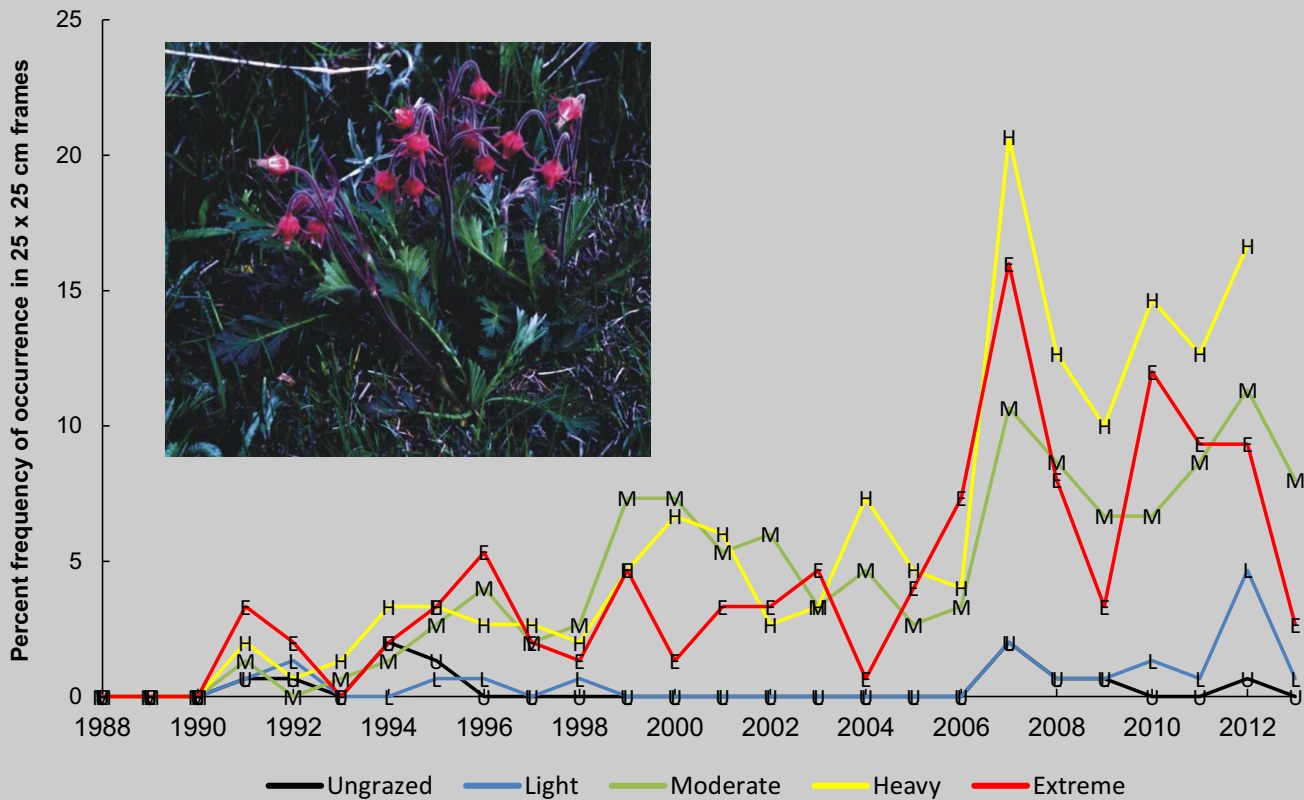 Percent frequency of occurrence in 25 x 25 cm frames
25
20
15
10
5
0
1988 1990 1992 1994 1996 1998 2000 2002 2004 2006 2008 2010 2012
Ungrazed Light Moderate Heavy Extreme